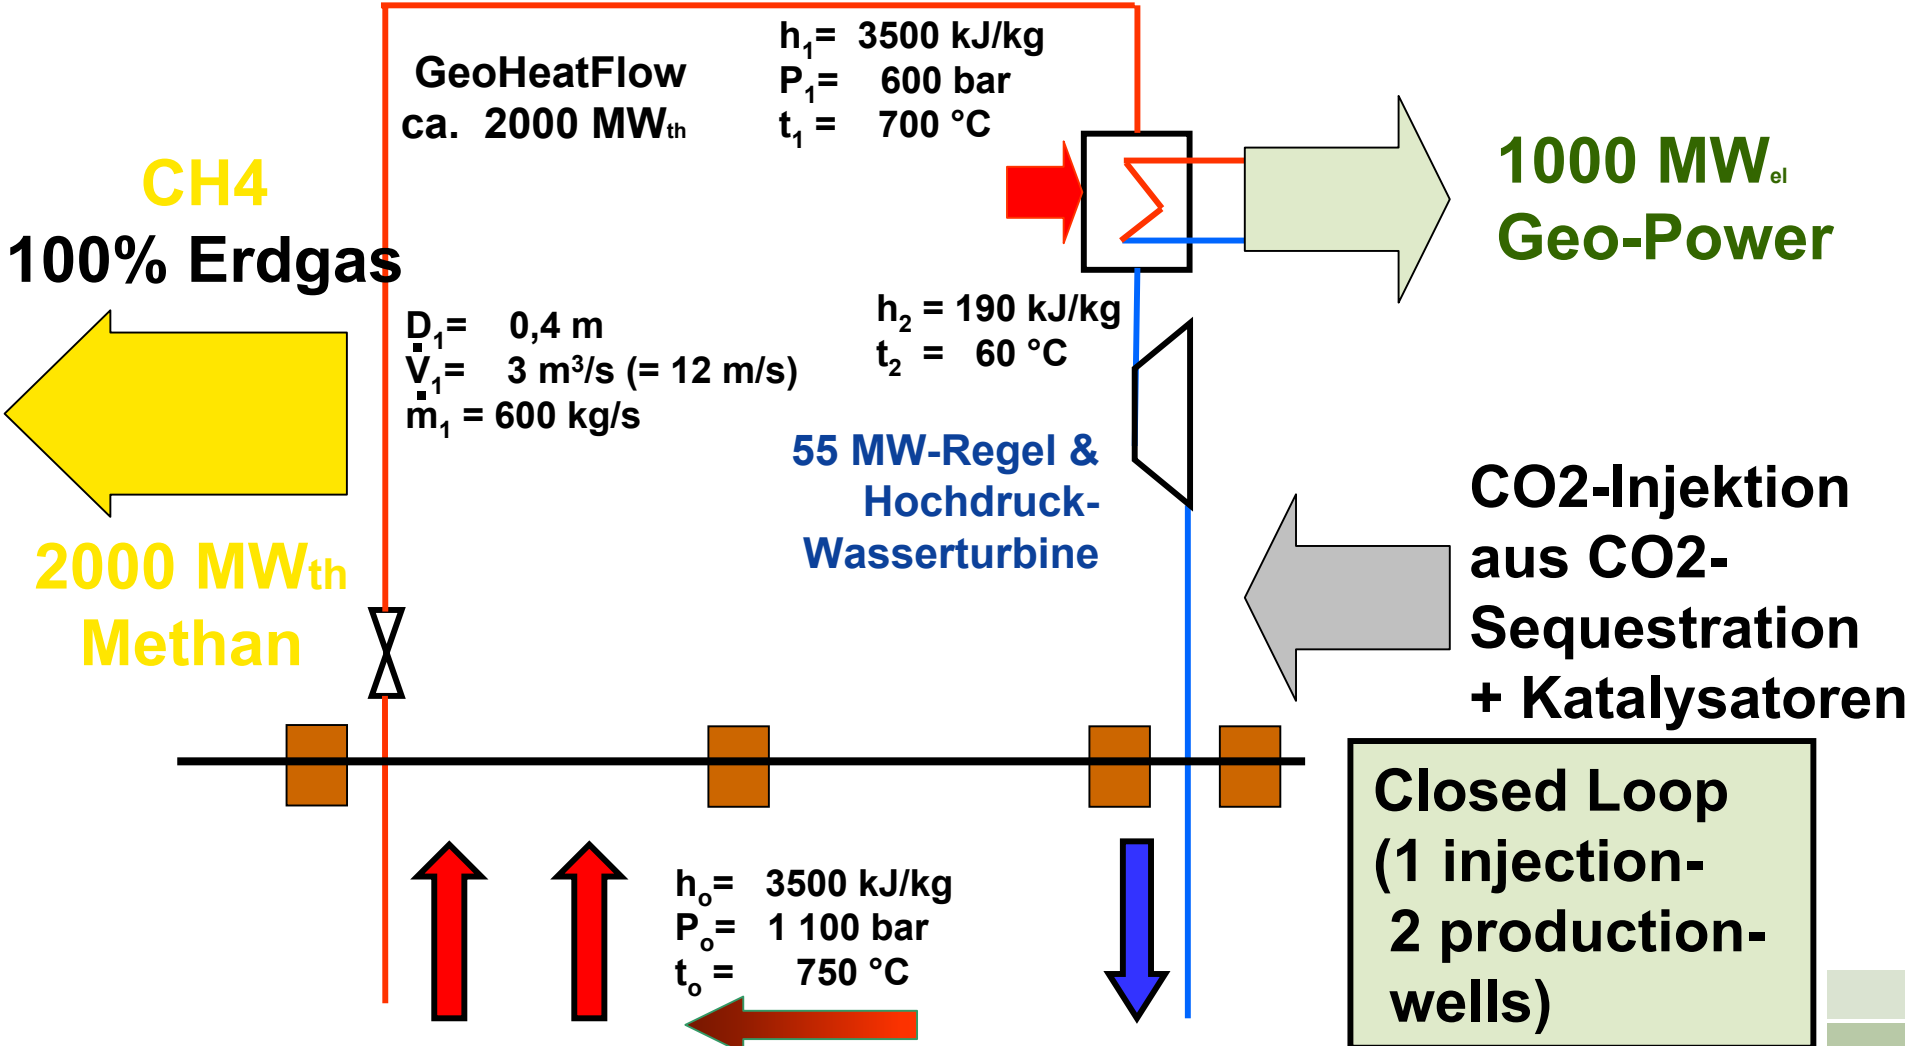 h1= 3500 kJ/kg
P1= 600 bar
t1 = 700 °C
GeoHeatFlow
ca. 2000 MWth
CH4
100% Erdgas
2000 MWth
Methan
D1= 0,4 m
V̇1= 3 m³/s (= 12 m/s)
ṁ1 = 600 kg/s
h2 = 190 kJ/kg
t2 = 60 °C
55 MW-Regel &
Hochdruck-
Wasserturbine
1000 MWel
Geo-Power
CO2-Injektion
aus CO2-
Sequestration
+ Katalysatoren
ho= 3500 kJ/kg
Po= 1 100 bar
to = 750 °C
Closed Loop
(1 injection-
2 production-
wells)